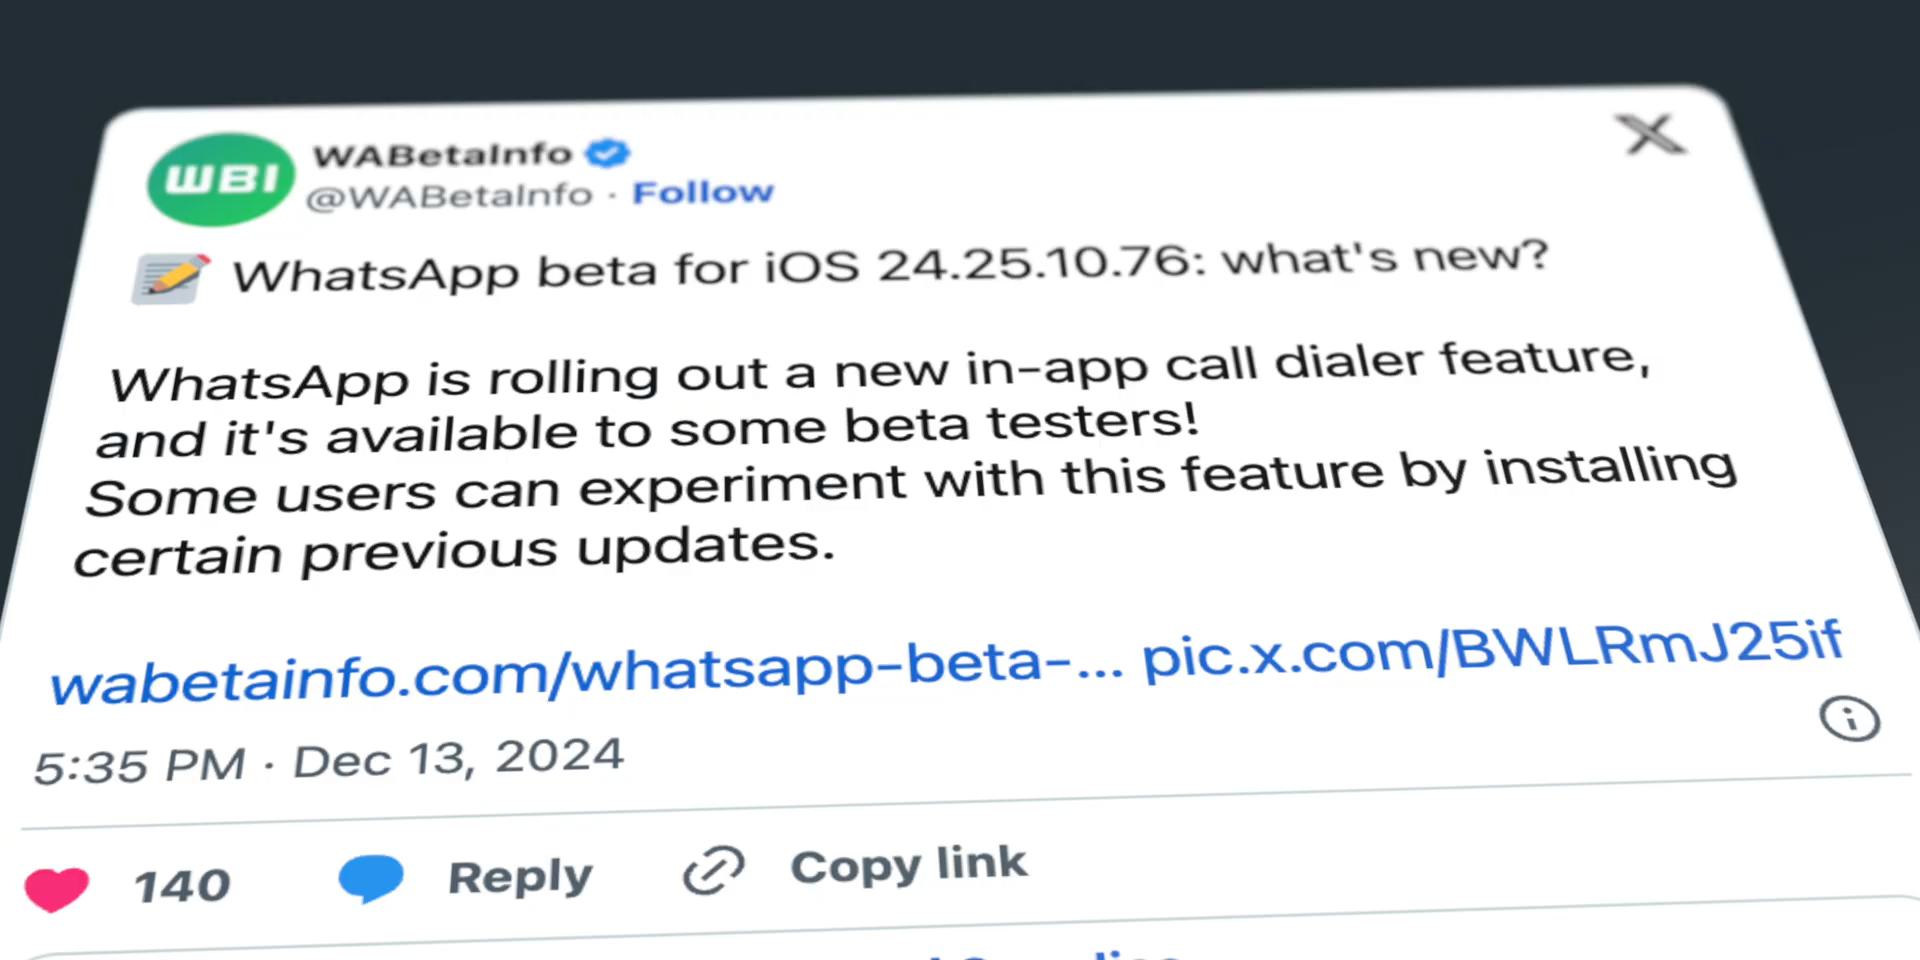 WBI
WABetaInfo
@WABetaInfo · Follow
📝 WhatsApp beta for iOS 24.25.10.76: what's new?
WhatsApp is rolling out a new in-app call dialer feature,
and it's available to some beta testers!
Some users can experiment with this feature by installing
certain previous updates.
wabetainfo.com/whatsapp-beta-... pic.x.com/BWLRmJ25if
5:35 PM · Dec 13, 2024
140 Reply Copy link